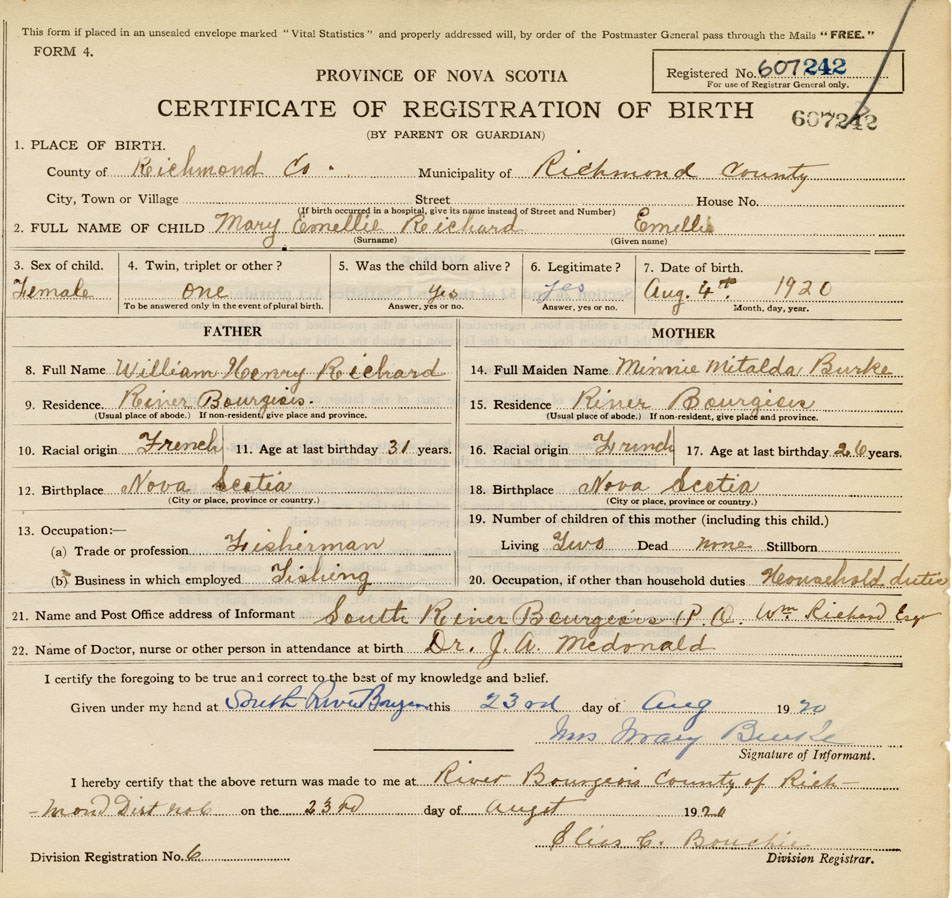 This form if placed in an unsealed envelope marked "Vital Statistics" and properly addressed will, by order of the Postmaster General pass through the Mails "FREE."
FORM 4.
PROVINCE OF NOVA SCOTIA
Registered No. 607242
For use of Registrar General only.
CERTIFICATE OF REGISTRATION OF BIRTH
607242
(BY PARENT OR GUARDIAN)
1. PLACE OF BIRTH.
County of Richmond Co. Municipality of Richmond County
City, Town or Village Street House No.
(If birth occurred in a hospital, give its name instead of Street and Number)
2. FULL NAME OF CHILD Mary Emellie Reichard Emellie
(Surname) (Given name)
3. Sex of child. 4. Twin, triplet or other? 5. Was the child born alive? 6. Legitimate? 7. Date of birth.
Female one Yes yes Aug. 4th. 1920
To be answered only in the event of plural birth. Answer, yes or no. Answer, yes or no. Month, day, year.
FATHER MOTHER
8. Full Name William Henry Richard 14. Full Maiden Name Minnie Mitalda Burke
9. Residence. River Bourgeois. 15. Residence River Bourgeois
(Usual place of abode.) If non-resident, give place and province. (Usual place of abode.) If non-resident, give place and province.
10. Racial origin French 11. Age at last birthday 31 years. 16. Racial origin French 17. Age at last birthday 26 years.
12. Birthplace Nova Scotia 18. Birthplace Nova Scotia
(City or place, province or country.) (City or place, province or country.)
13. Occupation:— 19. Number of children of this mother (including this child.)
(a) Trade or profession Fisherman Living Two Dead none Stillborn
(b) Business in which employed Fishing 20. Occupation, if other than household duties Household duties
21. Name and Post Office address of Informant South River Bourgeois P.O. Wm Richard Esqr
22. Name of Doctor, nurse or other person in attendance at birth Dr. J. A. Mcdonald
I certify the foregoing to be true and correct to the best of my knowledge and belief.
Given under my hand at South River this 23rd day of Aug 1920
Mrs Mary Burke
Signature of Informant.
I hereby certify that the above return was made to me at River Bourgeois County of Rich-
-mond Dist no 6 on the 23rd day of Augst 1920
Elias C. Bouchie
Division Registration No. 6 Division Registrar.